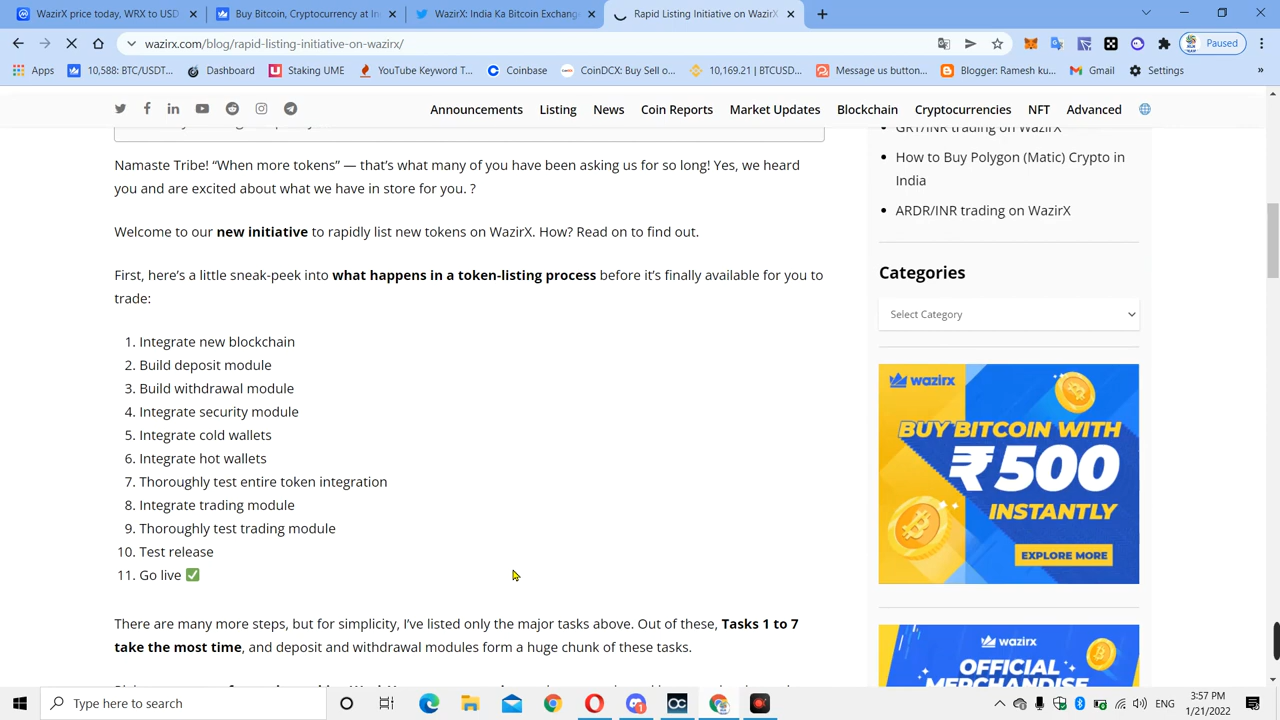 WRX to USD
Buy Bitcoin, Cryptocurrency at in
WazirX: India Ka Bitcoin Exchang
Rapid Listing Initiative on WazirX
wazirx.com/blog/rapid-listing-initiative-on-wazirx/
Paused
Apps
10,588: BTC/USDT...
Dashboard
Staking UME
YouTube Keyword T...
Coinbase
CoinDCX: Buy Sel o...
10,169.21 | BTCUSD...
Message us button...
Blogger: Ramesh ku...
Gmail
Settings
Announcements
Listing
News
Coin Reports
Market Updates
Blockchain
Cryptocurrencies
NFT
Advanced
Namaste Tribe! “When more tokens” — that’s what many of you have been asking us for so long! Yes, we heard
you and are excited about what we have in store for you. ?
Welcome to our new initiative to rapidly list new tokens on WazirX. How? Read on to find out.
First, here’s a little sneak-peek into what happens in a token-listing process before it’s finally available for you to
trade:
1. Integrate new blockchain
2. Build deposit module
3. Build withdrawal module
4. Integrate security module
5. Integrate cold wallets
6. Integrate hot wallets
7. Thoroughly test entire token integration
8. Integrate trading module
9. Thoroughly test trading module
10. Test release
11. Go live ✅
There are many more steps, but for simplicity, I’ve listed only the major tasks above. Out of these, Tasks 1 to 7
take the most time, and deposit and withdrawal modules form a huge chunk of these tasks.
GRT/INR trading on WazirX
How to Buy Polygon (Matic) Crypto in
India
ARDR/INR trading on WazirX
Categories
Select Category
wazirx
BUY BITCOIN WITH
₹500
INSTANTLY
EXPLORE MORE
wazirx
OFFICIAL
MERCHANDISE
Type here to search
ENG
3:57 PM
1/21/2022